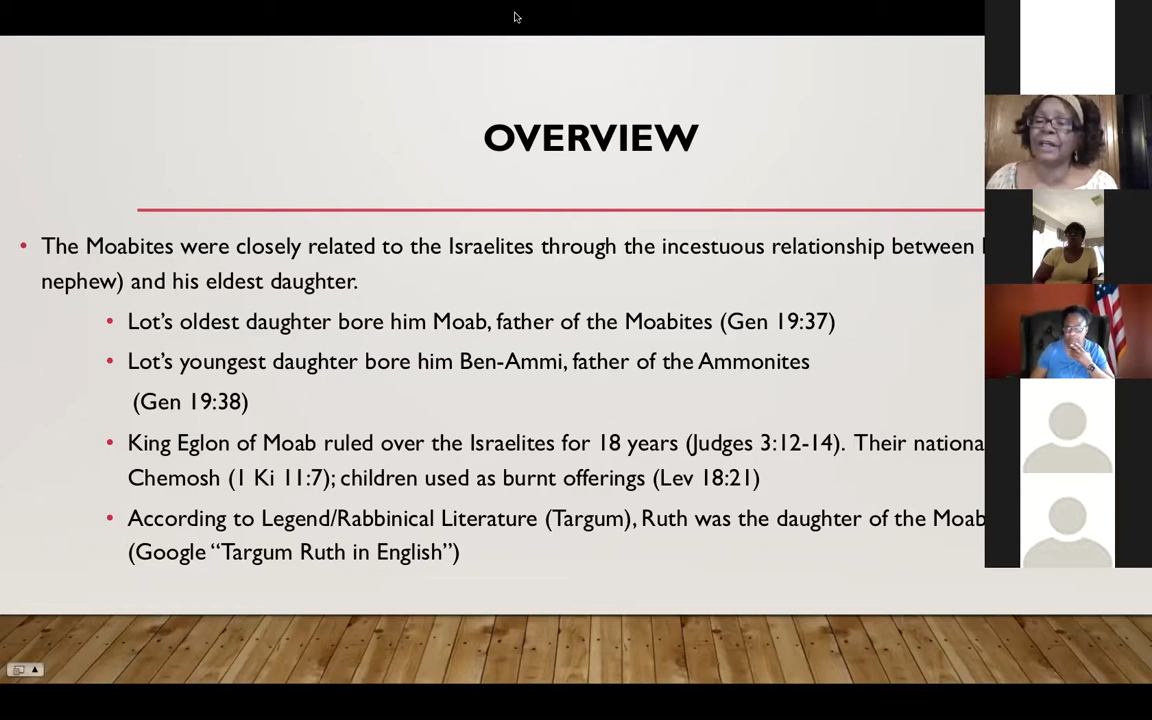 OVERVIEW
• The Moabites were closely related to the Israelites through the incestuous relationship between
nephew) and his eldest daughter.
• Lot's oldest daughter bore him Moab, father of the Moabites (Gen 19:37)
• Lot's youngest daughter bore him Ben-Ammi, father of the Ammonites
(Gen 19:38)
• King Eglon of Moab ruled over the Israelites for 18 years (Judges 3:12-14). Their nationa
Chemosh (1 Ki 11:7); children used as burnt offerings (Lev 18:21)
• According to Legend/Rabbinical Literature (Targum), Ruth was the daughter of the Moab
(Google “Targum Ruth in English”)